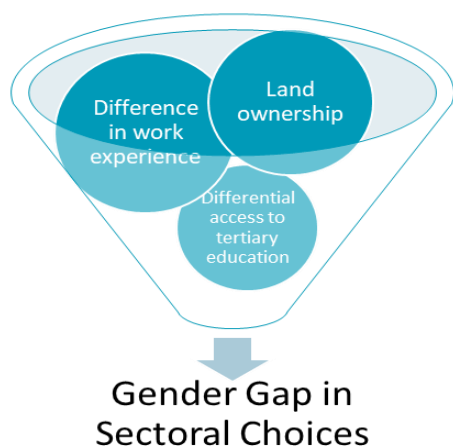 Difference
in work
experience
Land
ownership
Differential
access to
tertiary
education
Gender Gap in
Sectoral Choices